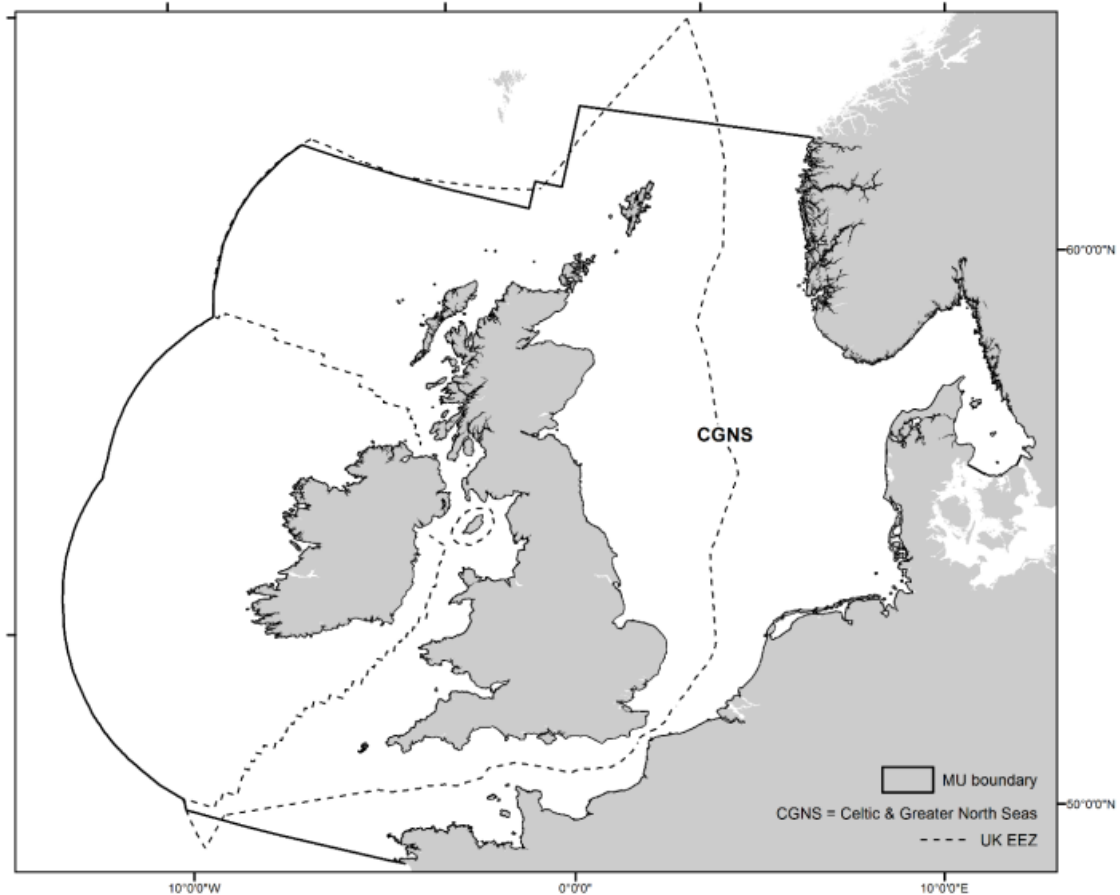 60°0'0"N
CGNS
MU boundary
CGNS = Celtic & Greater North Seas
50°0'0"N
UK EEZ
10°0'0"W
0°0'0"
10°0'0"E